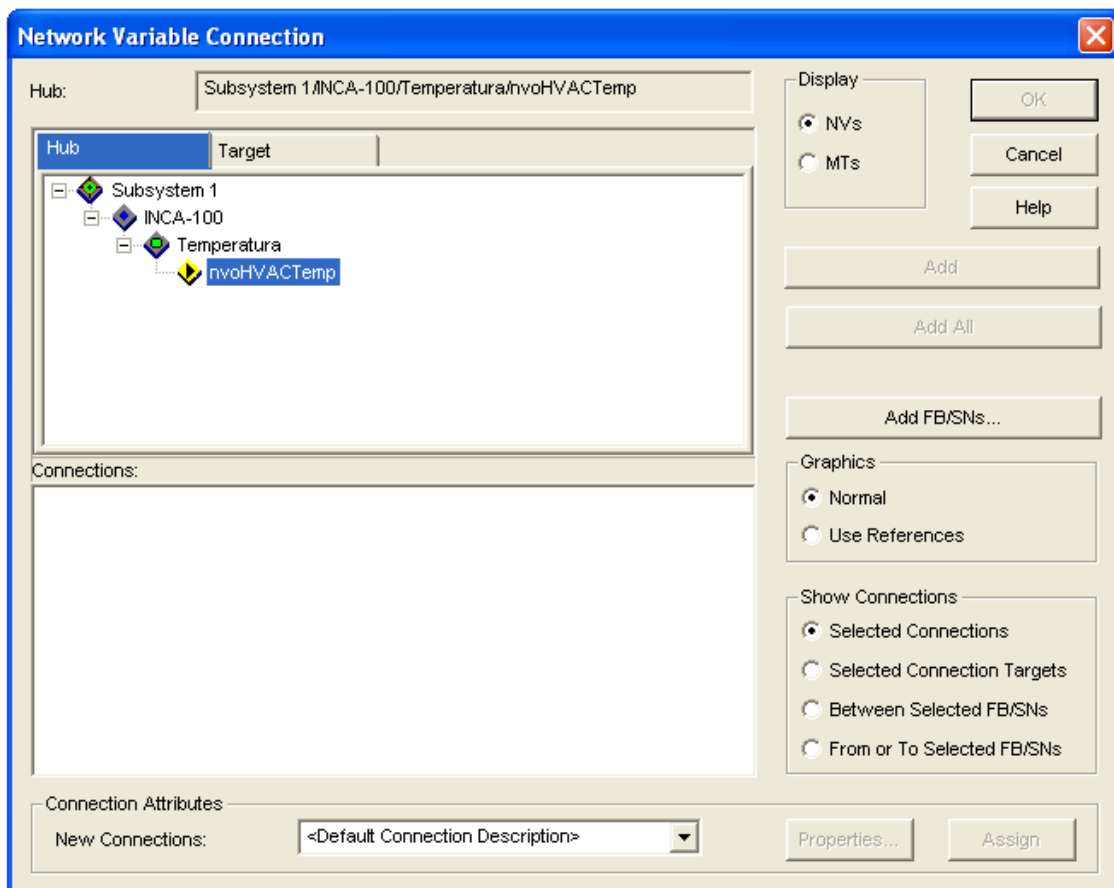 Network Variable Connection
Hub:
Subsystem 1/INCA-100/Temperatura/nvoHVACTemp
Hub
Target
Subsystem 1
INCA-100
Temperatura
nvoHVACTemp
Connections:
Display
NVs
MTs
OK
Cancel
Help
Add
Add All
Add FB/SNs...
Graphics
Normal
Use References
Show Connections
Selected Connections
Selected Connection Targets
Between Selected FB/SNs
From or To Selected FB/SNs
Connection Attributes
New Connections:
<Default Connection Description>
Properties...
Assign